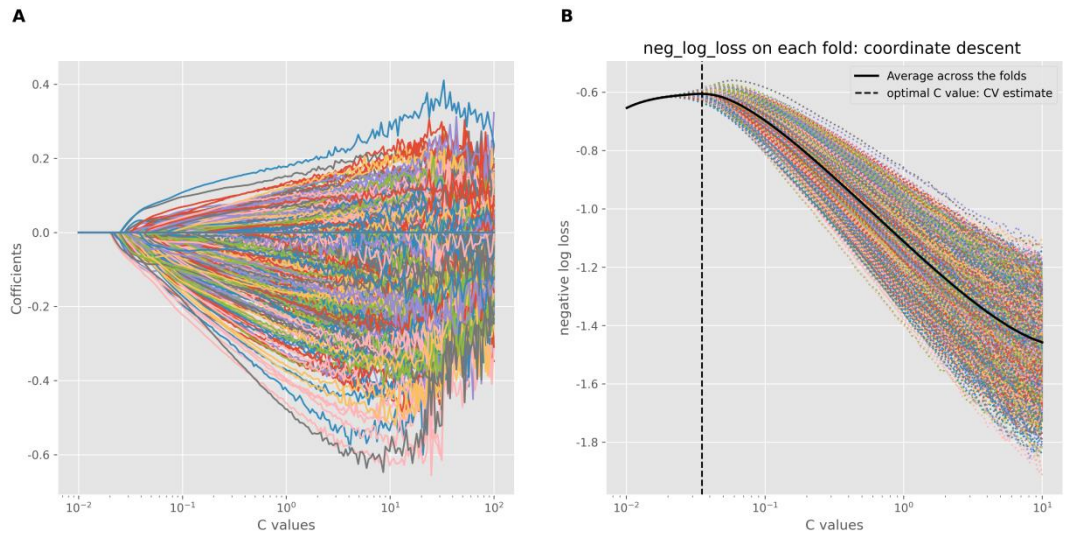 A
0.4
0.2
0.0
-0.2
-0.4
-0.6
Cofficients
10⁻² 10⁻¹ 10⁰ 10¹ 10²
C values
B
neg_log_loss on each fold: coordinate descent
Average across the folds
optimal C value: CV estimate
-0.6
-0.8
-1.0
-1.2
-1.4
-1.6
-1.8
negative log loss
10⁻² 10⁻¹ 10⁰ 10¹
C values